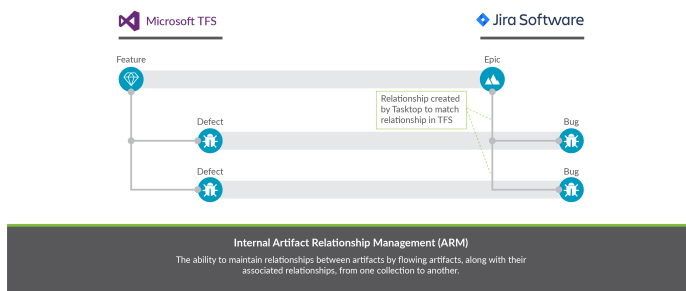 Microsoft TFS
Jira Software
Feature
Epic
Relationship created
by Tasktop to match
relationship in TFS
Defect
Bug
Defect
Bug
Internal Artifact Relationship Management (ARM)
The ability to maintain relationships between artifacts by flowing artifacts, along with their
associated relationships, from one collection to another.